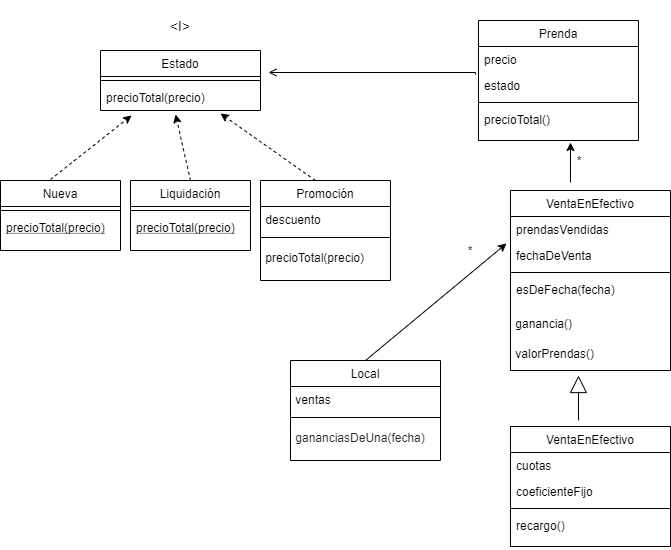 <I>
Estado
precioTotal(precio)
Prenda
precio
estado
precioTotal()
*
Nueva
precioTotal(precio)
Liquidación
precioTotal(precio)
Promoción
descuento
precioTotal(precio)
VentaEnEfectivo
prendasVendidas
fechaDeVenta
esDeFecha(fecha)
ganancia()
valorPrendas()
*
Local
ventas
gananciasDeUna(fecha)
VentaEnEfectivo
cuotas
coeficienteFijo
recargo()